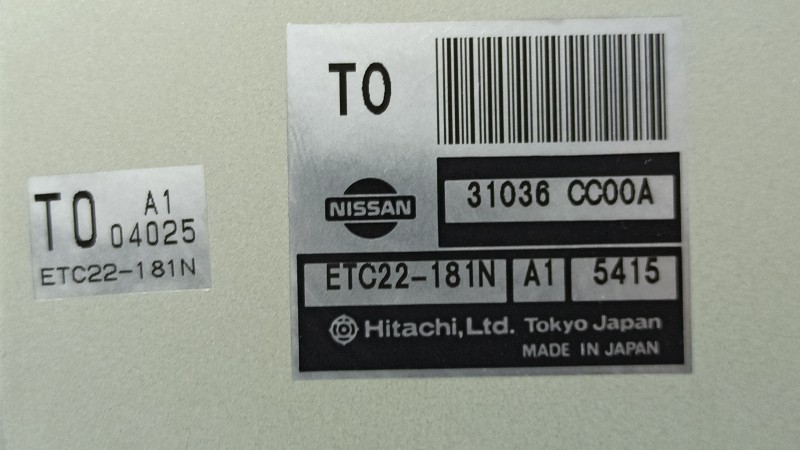 T0 A1
04025
ETC22-181N
T0
NISSAN
31036 CC00A
ETC22-181N A1 5415
Hitachi,Ltd. Tokyo Japan
MADE IN JAPAN